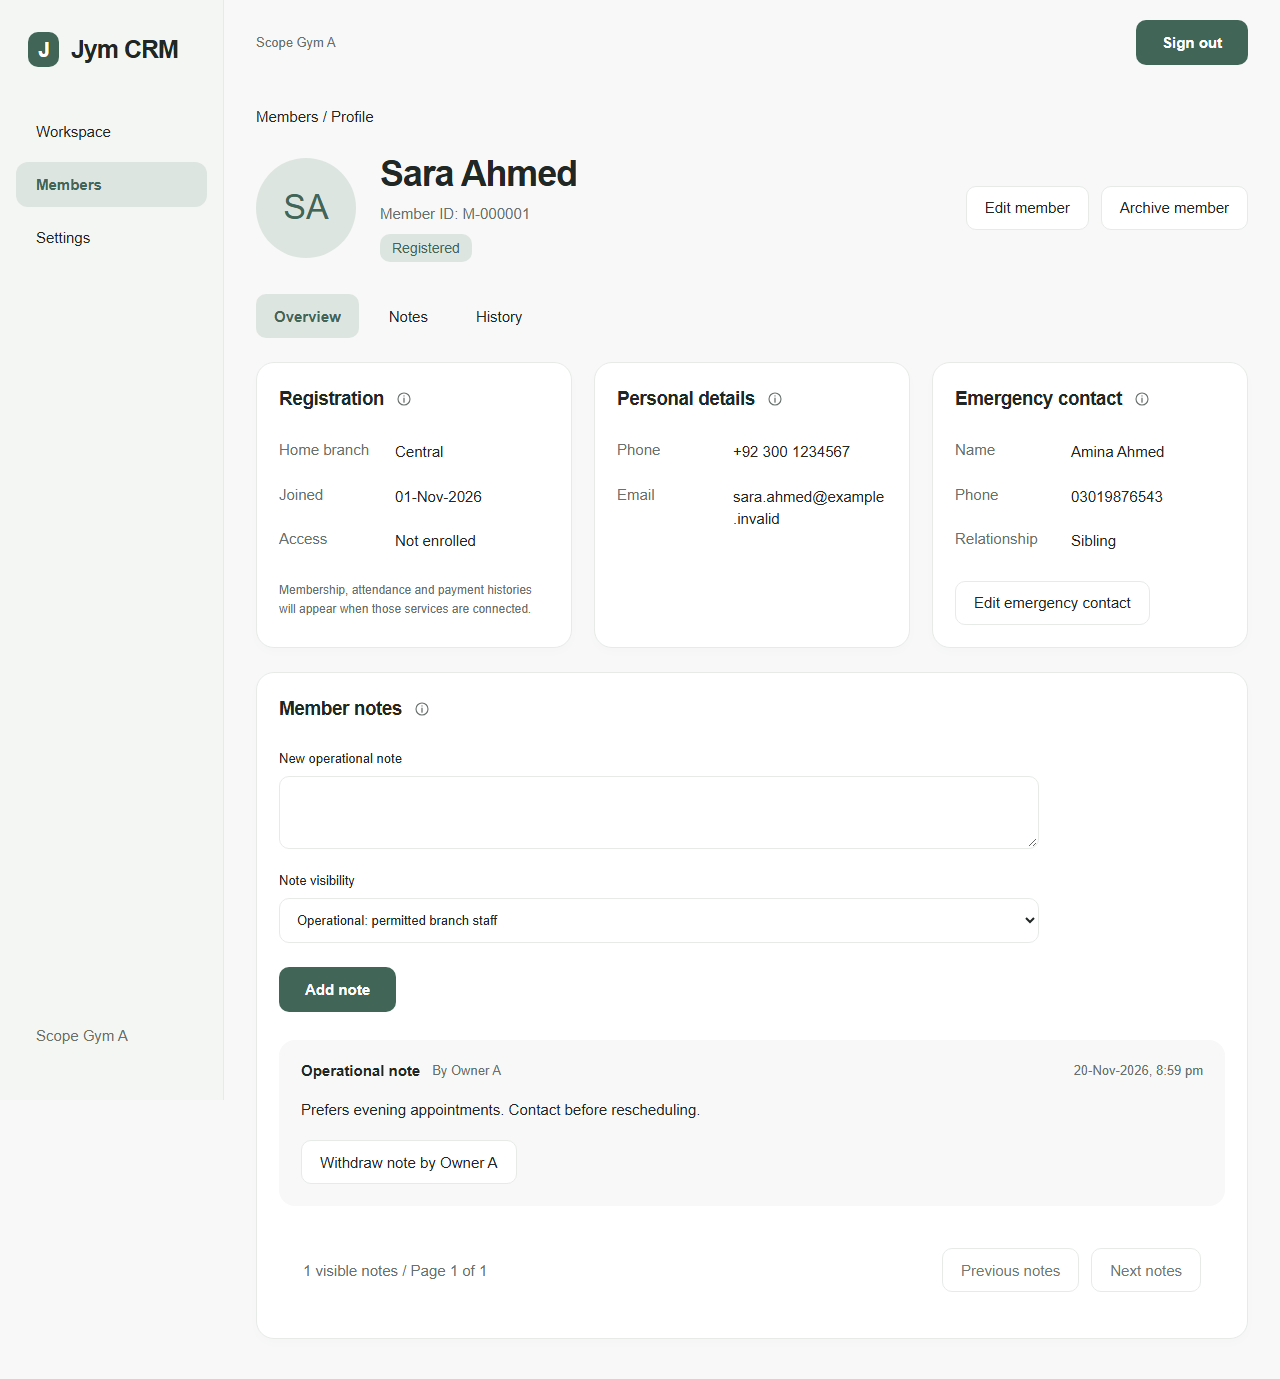 J Jym CRM
Scope Gym A
Sign out
Workspace
Members
Settings
Members / Profile
SA
Sara Ahmed
Member ID: M-000001
Registered
Edit member
Archive member
Overview
Notes
History
Registration
Home branch Central
Joined 01-Nov-2026
Access Not enrolled
Membership, attendance and payment histories
will appear when those services are connected.
Personal details
Phone +92 300 1234567
Email sara.ahmed@example
.invalid
Emergency contact
Name Amina Ahmed
Phone 03019876543
Relationship Sibling
Edit emergency contact
Member notes
New operational note
Note visibility
Operational: permitted branch staff
Add note
Operational note By Owner A 20-Nov-2026, 8:59 pm
Prefers evening appointments. Contact before rescheduling.
Withdraw note by Owner A
1 visible notes / Page 1 of 1
Previous notes
Next notes
Scope Gym A